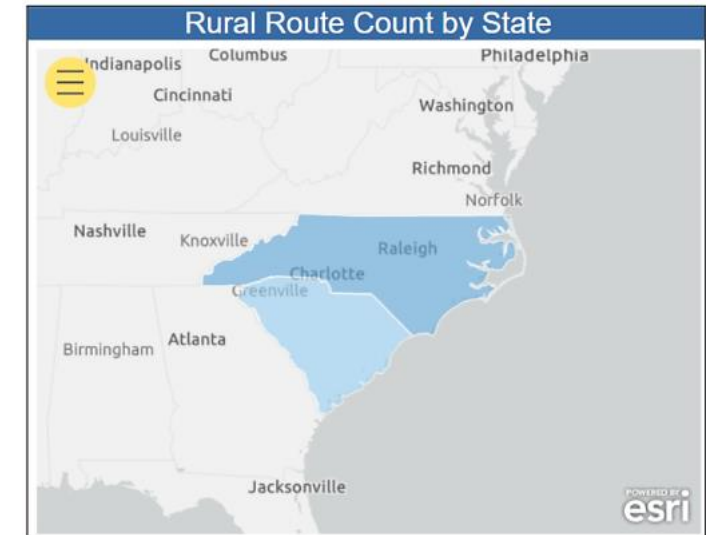 Rural Route Count by State
Columbus
Philadelphia
Indianapolis
Cincinnati
Washington
Louisville
Richmond
Norfolk
Nashville
Knoxville
Raleigh
Charlotte
Greenville
Atlanta
Birmingham
Jacksonville
POWERED BY
esri